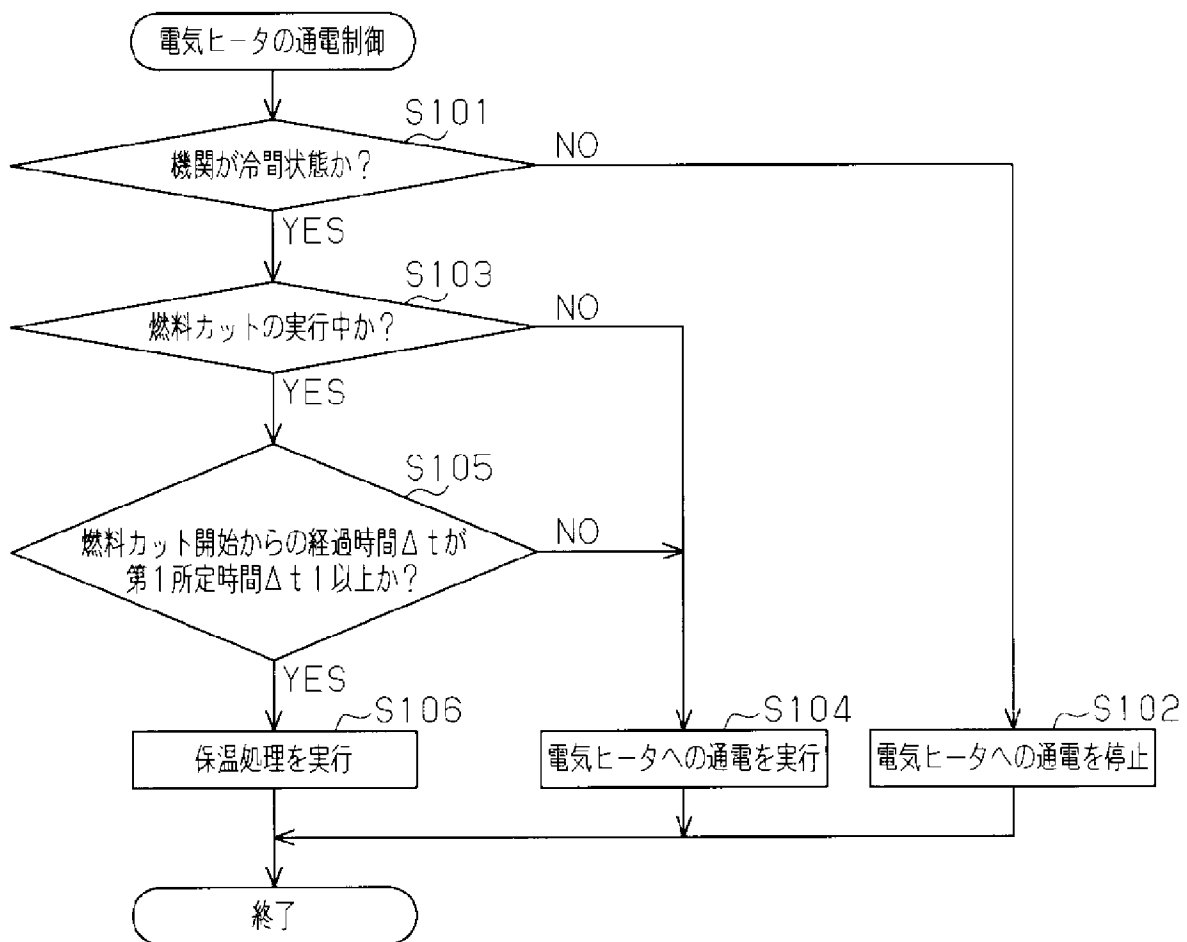 電気ヒータの通電制御
S101
機関が冷間状態か?
NO
YES
S103
燃料カットの実行中か?
NO
YES
S105
燃料カット開始からの経過時間Δtが
第1所定時間Δt1以上か?
NO
YES
S106
保温処理を実行
S104
電気ヒータへの通電を実行
S102
電気ヒータへの通電を停止
終了